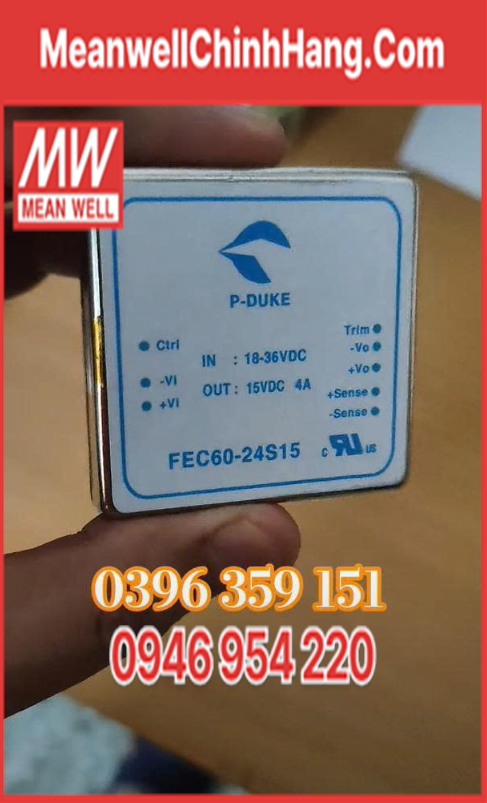 MeanwellChinhHang.Com
MW
MEAN WELL
P-DUKE
Ctrl
-Vi
+Vi
IN : 18-36VDC
OUT : 15VDC 4A
Trim
-Vo
+Vo
+Sense
-Sense
FEC60-24S15
c RU us
0396 359 151
0946 954 220